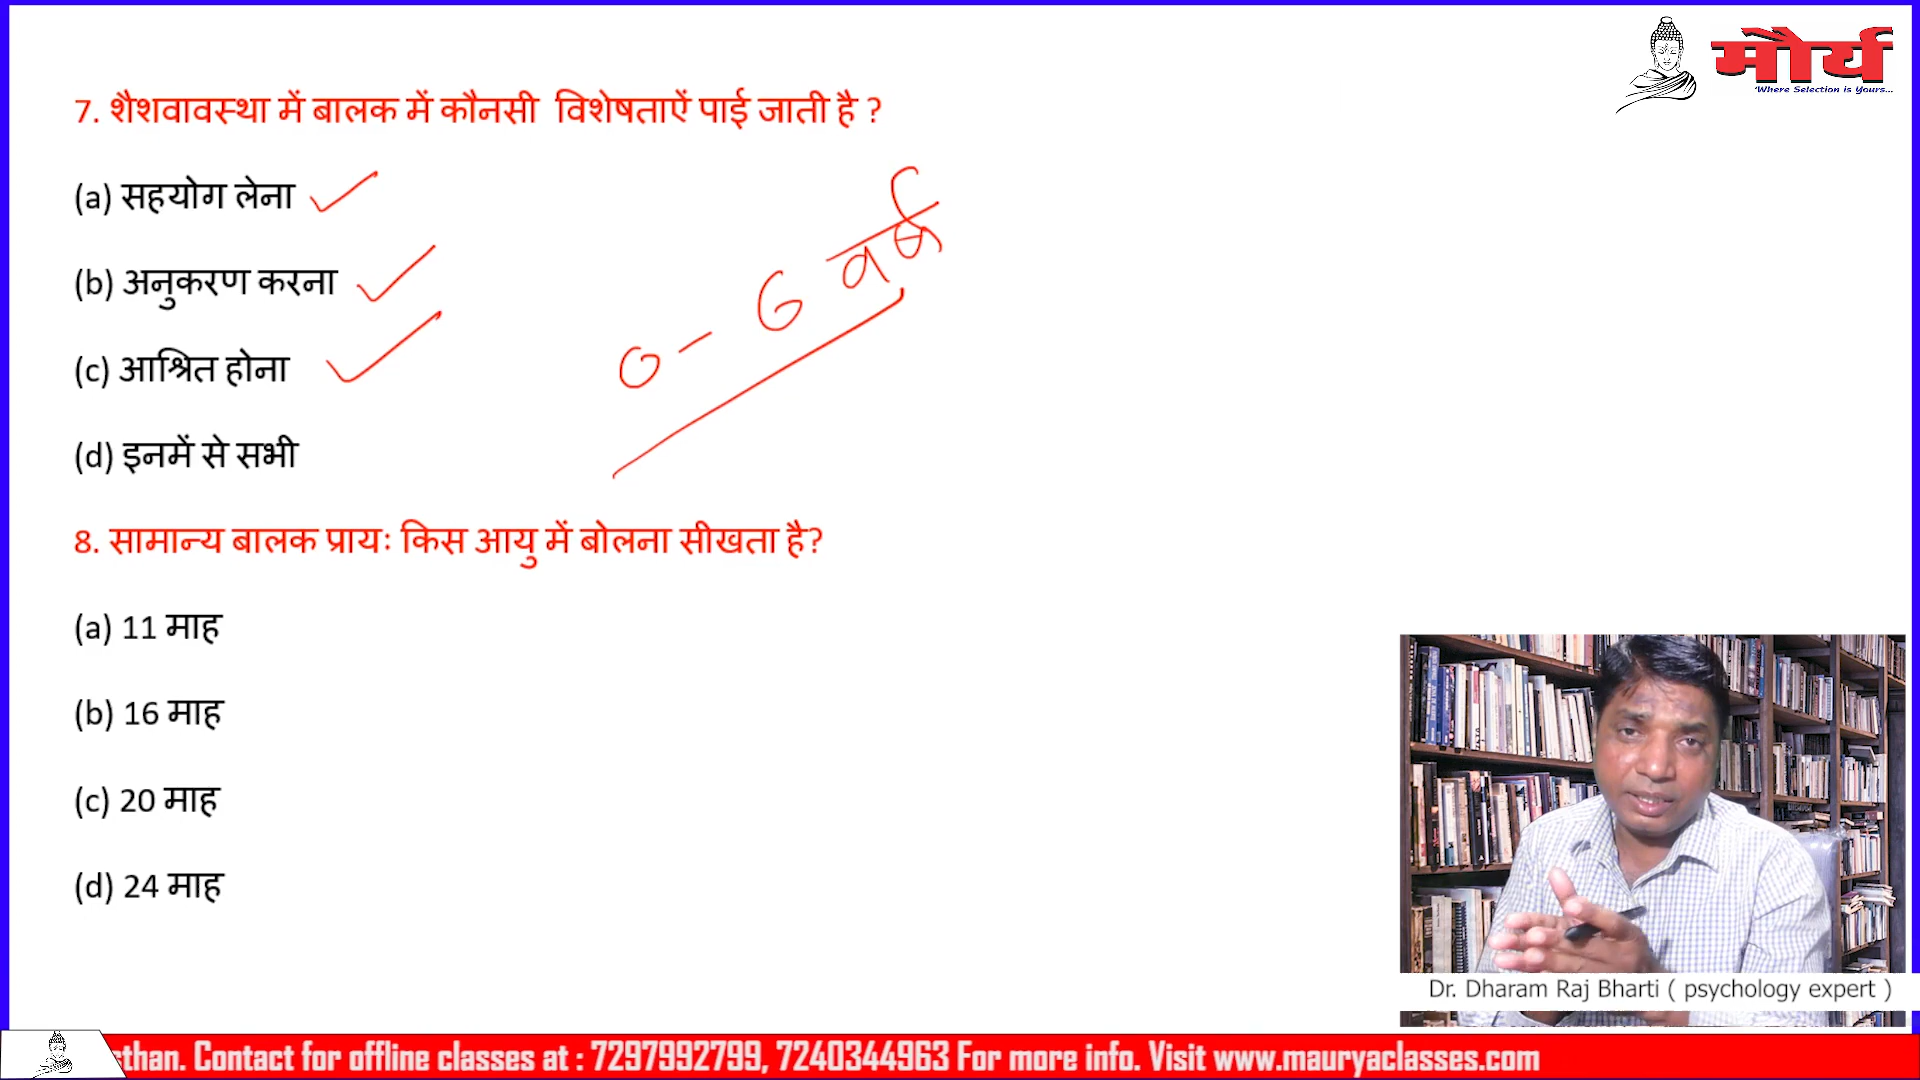 मौर्य
'Where Selection is Yours...
7. शैशवावस्था में बालक में कौनसी विशेषताऐं पाई जाती है ?
(a) सहयोग लेना
(b) अनुकरण करना
(c) आश्रित होना
0 - 6 वर्ष
(d) इनमें से सभी
8. सामान्य बालक प्रायः किस आयु में बोलना सीखता है?
(a) 11 माह
(b) 16 माह
(c) 20 माह
(d) 24 माह
Dr. Dharam Raj Bharti ( psychology expert )
sthan. Contact for offline classes at : 7297992799, 7240344963 For more info. Visit www.mauryaclasses.com